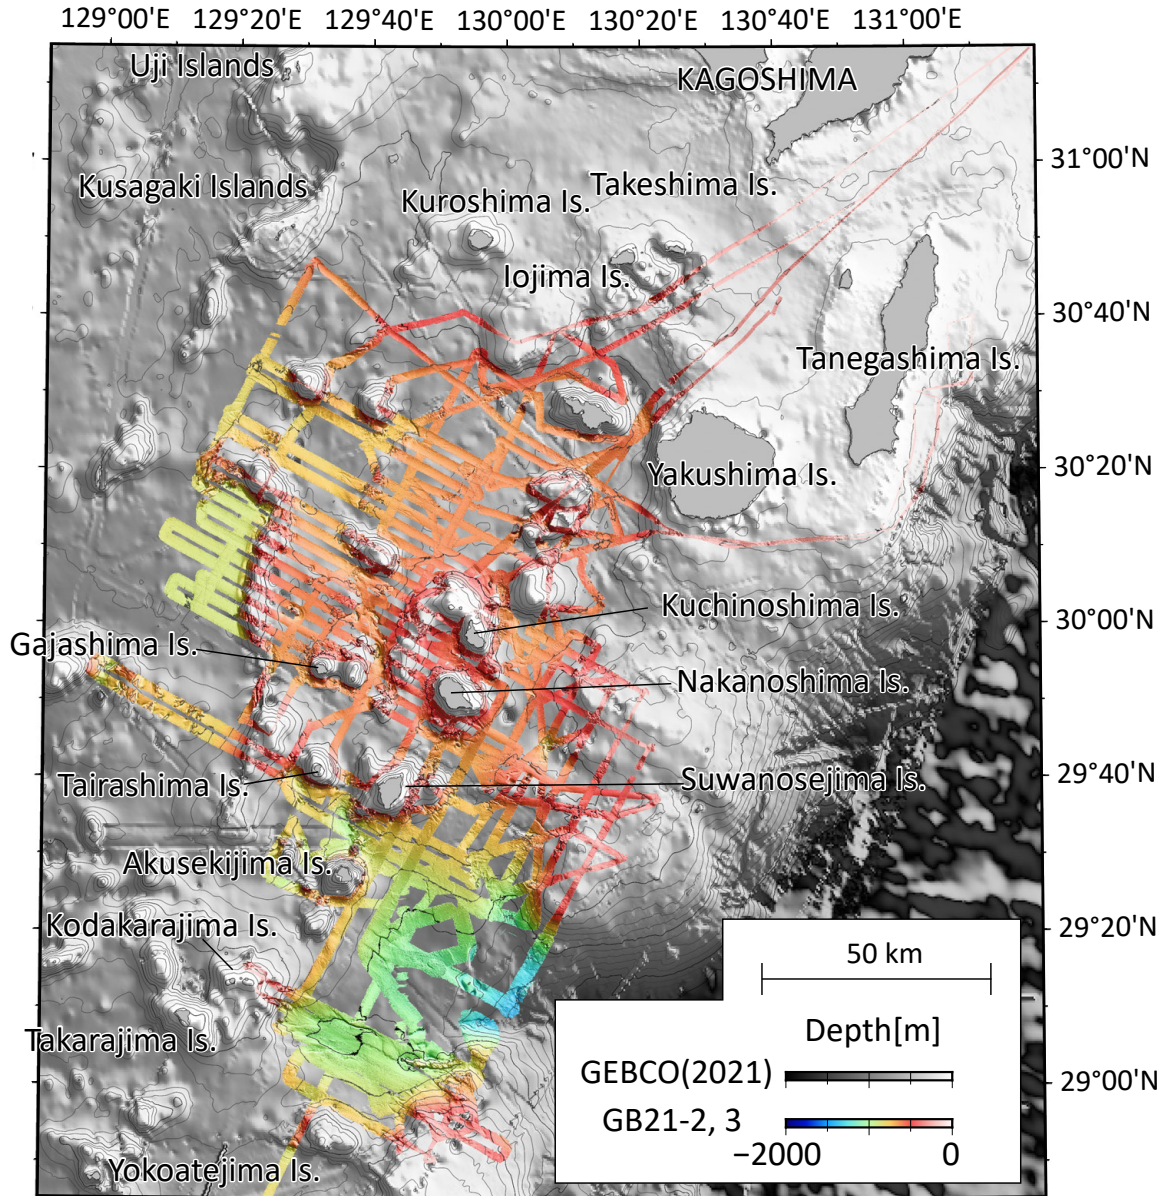 129°00'E 129°20'E 129°40'E 130°00'E 130°20'E 130°40'E 131°00'E
Uji Islands
KAGOSHIMA
31°00'N
Kusagaki Islands
Takeshima Is.
Kuroshima Is.
Iojima Is.
30°40'N
Tanegashima Is.
30°20'N
Yakushima Is.
Kuchinoshima Is.
30°00'N
Gajashima Is.
Nakanoshima Is.
29°40'N
Tairashima Is.
Suwanosejima Is.
Akusekijima Is.
Kodakarajima Is.
29°20'N
50 km
Takarajima Is.
Depth[m]
GEBCO(2021)
29°00'N
GB21-2, 3
−2000 0
Yokoatejima Is.